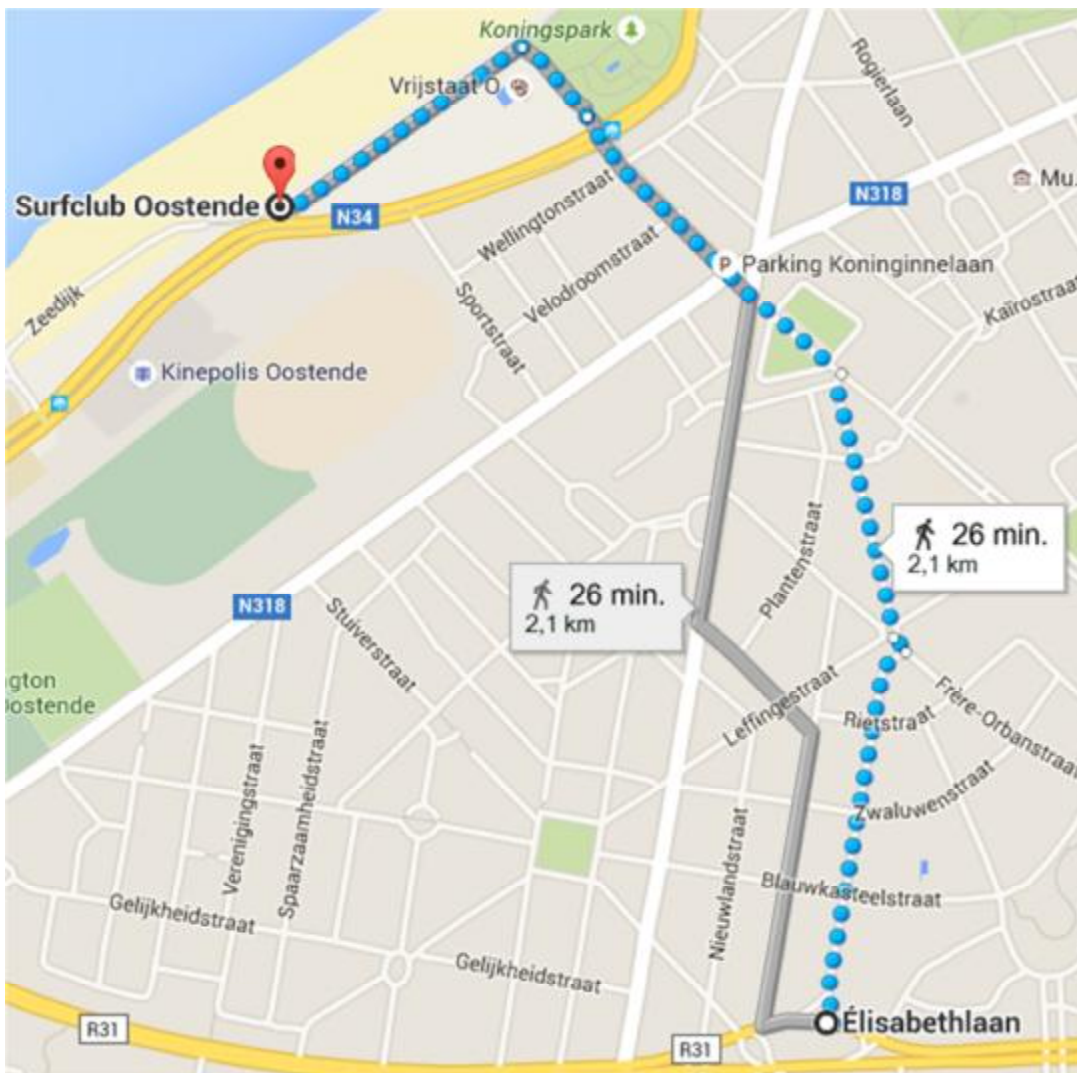 Koningspark
Vrijstaat O
Rogierlaan
Mu.
N318
Surfclub Oostende
N34
Wellingtonstraat
Velodroomstraat
Parking Koninginnelaan
P
Kaïrostraat
Zeedijk
Sportstraat
Kinepolis Oostende
26 min.
2,1 km
Plantenstraat
26 min.
2,1 km
N318
Stuiverstraat
ngton
Oostende
Leffingestraat
Rietstraat
Frère-Orbanstraat
Zwaluwenstraat
Verenigingstraat
Spaarzaamheidstraat
Nieuwlandstraat
Blauwkasteelstraat
Gelijkheidstraat
Gelijkheidstraat
R31
R31
Élisabethlaan